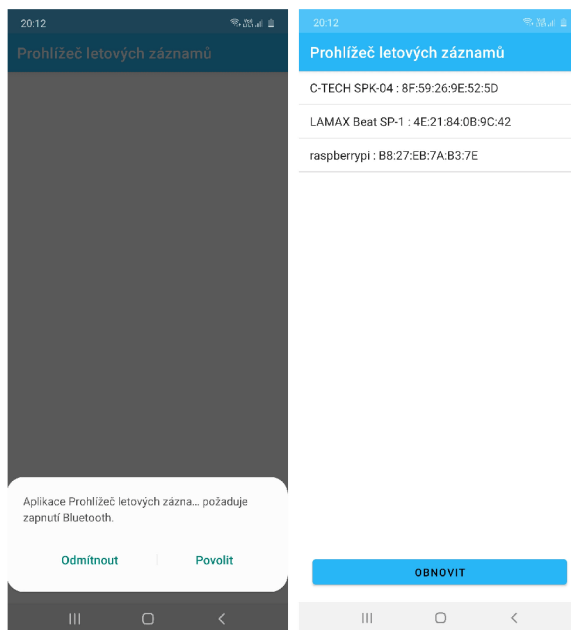 20:12
Prohlížeč letových záznamů
Aplikace Prohlížeč letových zázna... požaduje
zapnutí Bluetooth.
Odmítnout
Povolit
20:12
Prohlížeč letových záznamů
C-TECH SPK-04 : 8F:59:26:9E:52:5D
LAMAX Beat SP-1 : 4E:21:84:0B:9C:42
raspberrypi : B8:27:EB:7A:B3:7E
OBNOVIT